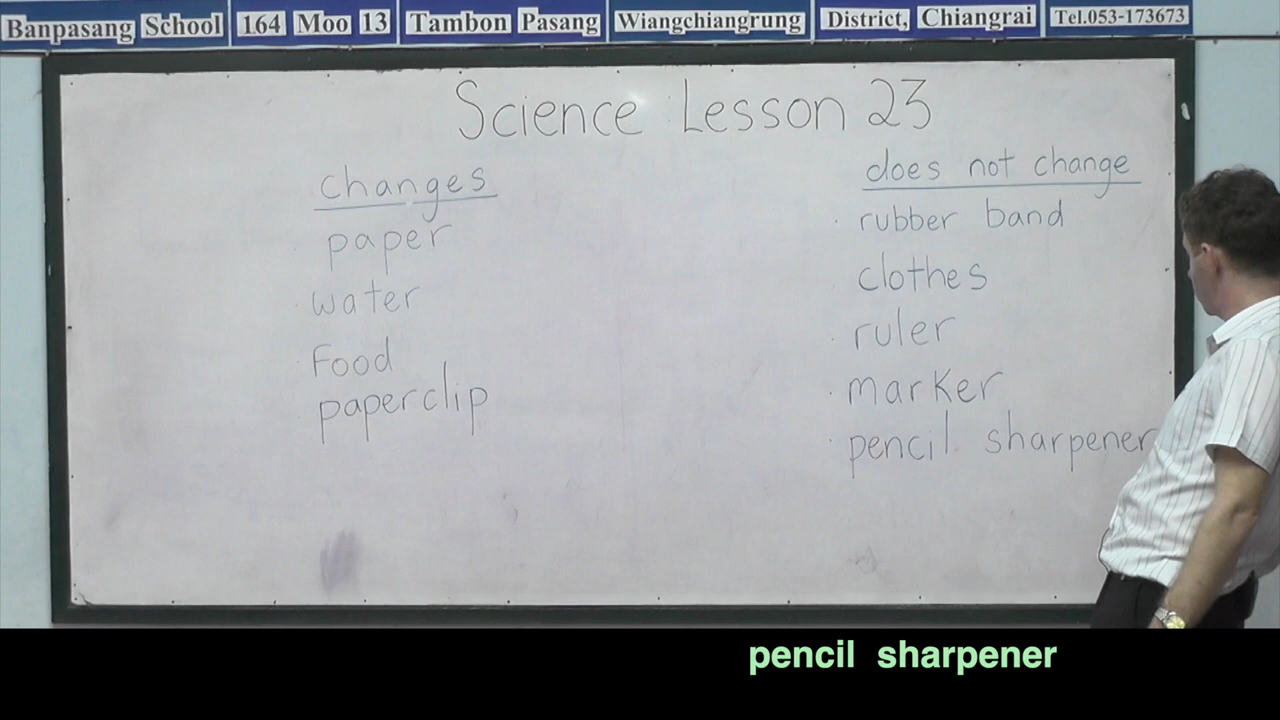 Banpasang School 164 Moo 13 Tambon Pasang Wiangchiangrung District, Chiangrai Tel.053-173673
Science Lesson 23
changes
paper
water
Food
paperclip
does not change
rubber band
clothes
ruler
marker
pencil sharpener
pencil sharpener